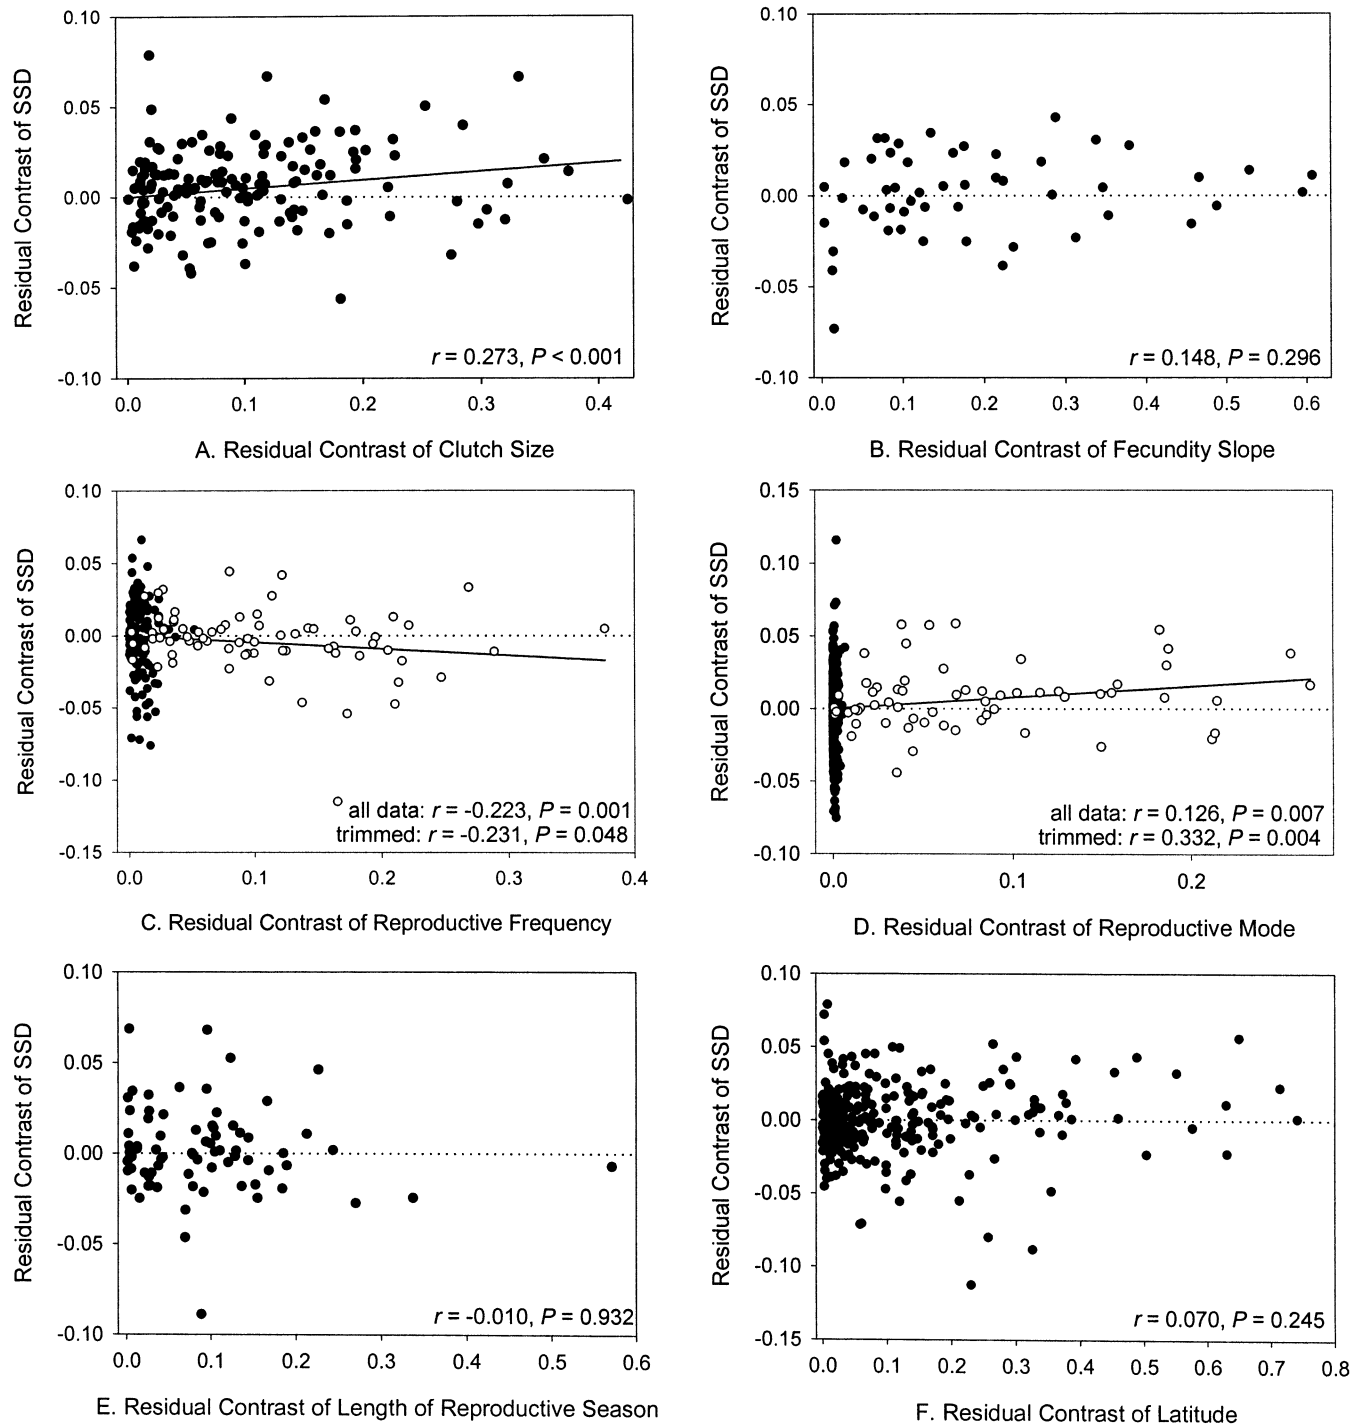 0.10
0.05
0.00
-0.05
-0.10
Residual Contrast of SSD
r = 0.273, P < 0.001
0.0 0.1 0.2 0.3 0.4
A. Residual Contrast of Clutch Size
0.10
0.05
0.00
-0.05
-0.10
Residual Contrast of SSD
r = 0.148, P = 0.296
0.0 0.1 0.2 0.3 0.4 0.5 0.6
B. Residual Contrast of Fecundity Slope
0.10
0.05
0.00
-0.05
-0.10
-0.15
Residual Contrast of SSD
all data: r = -0.223, P = 0.001
trimmed: r = -0.231, P = 0.048
0.0 0.1 0.2 0.3 0.4
C. Residual Contrast of Reproductive Frequency
0.15
0.10
0.05
0.00
-0.05
-0.10
Residual Contrast of SSD
all data: r = 0.126, P = 0.007
trimmed: r = 0.332, P = 0.004
0.0 0.1 0.2
D. Residual Contrast of Reproductive Mode
0.10
0.05
0.00
-0.05
-0.10
Residual Contrast of SSD
r = -0.010, P = 0.932
0.0 0.1 0.2 0.3 0.4 0.5 0.6
E. Residual Contrast of Length of Reproductive Season
0.10
0.05
0.00
-0.05
-0.10
-0.15
Residual Contrast of SSD
r = 0.070, P = 0.245
0.0 0.1 0.2 0.3 0.4 0.5 0.6 0.7 0.8
F. Residual Contrast of Latitude